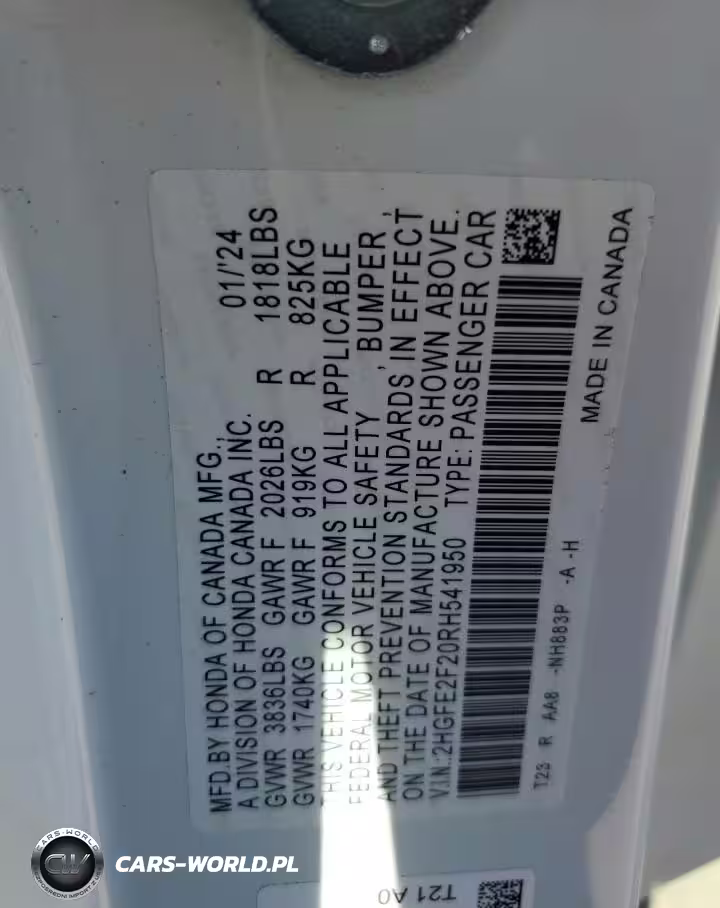 MFD.BY HONDA OF CANADA MFG., 01/'24
A DIVISION OF HONDA CANADA INC.
GVWR 3836LBS GAWR F 2026LBS R 1818LBS
GVWR 1740KG GAWR F 919KG R 825KG
THIS VEHICLE CONFORMS TO ALL APPLICABLE
FEDERAL MOTOR VEHICLE SAFETY , BUMPER ,
AND THEFT PREVENTION STANDARDS IN EFFECT
ON THE DATE OF MANUFACTURE SHOWN ABOVE.
V.I.N.:2HGFE2F20RH541950 TYPE: PASSENGER CAR
T23 R AA8 -NH883P -A -H MADE IN CANADA
T21 A0
CARS-WORLD
CW
CARS-WORLD.PL